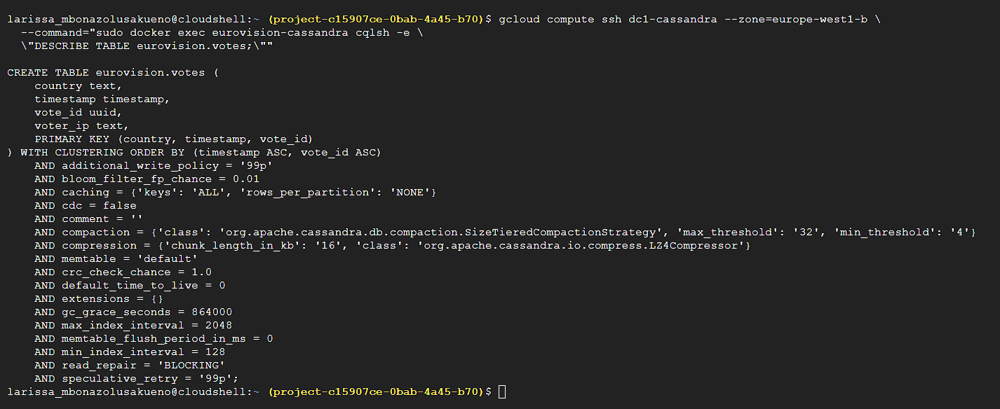 larissa_mbonazolusakueno@cloudshell:~ (project-c15907ce-0bab-4a45-b70)$ gcloud compute ssh dc1-cassandra --zone=europe-west1-b \
  --command="sudo docker exec eurovision-cassandra cqlsh -e \
  \"DESCRIBE TABLE eurovision.votes;\""

CREATE TABLE eurovision.votes (
    country text,
    timestamp timestamp,
    vote_id uuid,
    voter_ip text,
    PRIMARY KEY (country, timestamp, vote_id)
) WITH CLUSTERING ORDER BY (timestamp ASC, vote_id ASC)
    AND additional_write_policy = '99p'
    AND bloom_filter_fp_chance = 0.01
    AND caching = {'keys': 'ALL', 'rows_per_partition': 'NONE'}
    AND cdc = false
    AND comment = ''
    AND compaction = {'class': 'org.apache.cassandra.db.compaction.SizeTieredCompactionStrategy', 'max_threshold': '32', 'min_threshold': '4'}
    AND compression = {'chunk_length_in_kb': '16', 'class': 'org.apache.cassandra.io.compress.LZ4Compressor'}
    AND memtable = 'default'
    AND crc_check_chance = 1.0
    AND default_time_to_live = 0
    AND extensions = {}
    AND gc_grace_seconds = 864000
    AND max_index_interval = 2048
    AND memtable_flush_period_in_ms = 0
    AND min_index_interval = 128
    AND read_repair = 'BLOCKING'
    AND speculative_retry = '99p';
larissa_mbonazolusakueno@cloudshell:~ (project-c15907ce-0bab-4a45-b70)$